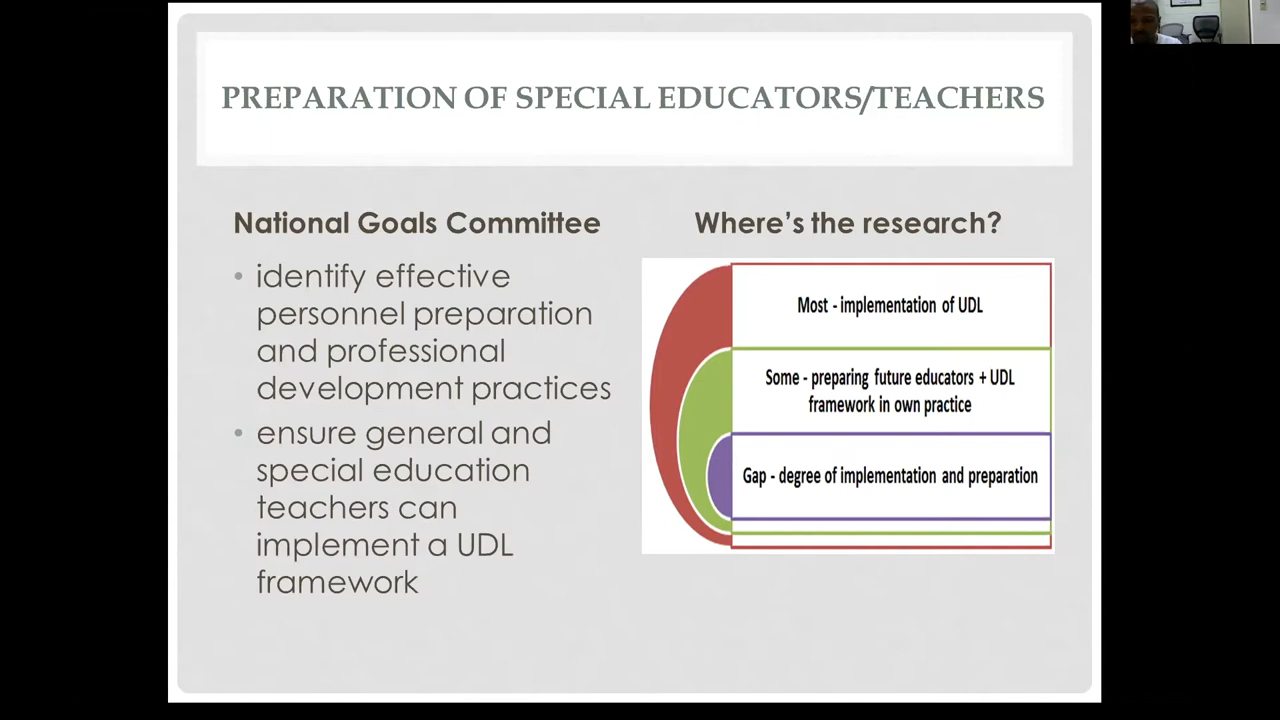 PREPARATION OF SPECIAL EDUCATORS/TEACHERS
National Goals Committee
• identify effective
personnel preparation
and professional
development practices
• ensure general and
special education
teachers can
implement a UDL
framework
Where's the research?
Most - implementation of UDL
Some - preparing future educators + UDL
framework in own practice
Gap - degree of implementation and preparation